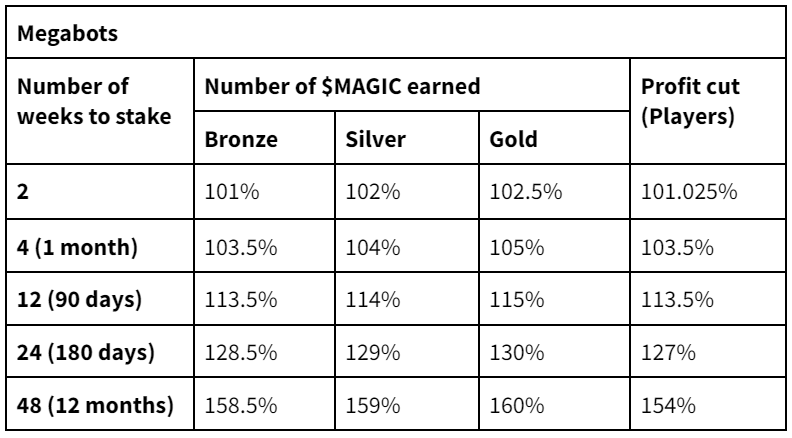 Megabots
Number of weeks to stake Number of $MAGIC earned Profit cut (Players)
Bronze Silver Gold
2 101% 102% 102.5% 101.025%
4 (1 month) 103.5% 104% 105% 103.5%
12 (90 days) 113.5% 114% 115% 113.5%
24 (180 days) 128.5% 129% 130% 127%
48 (12 months) 158.5% 159% 160% 154%